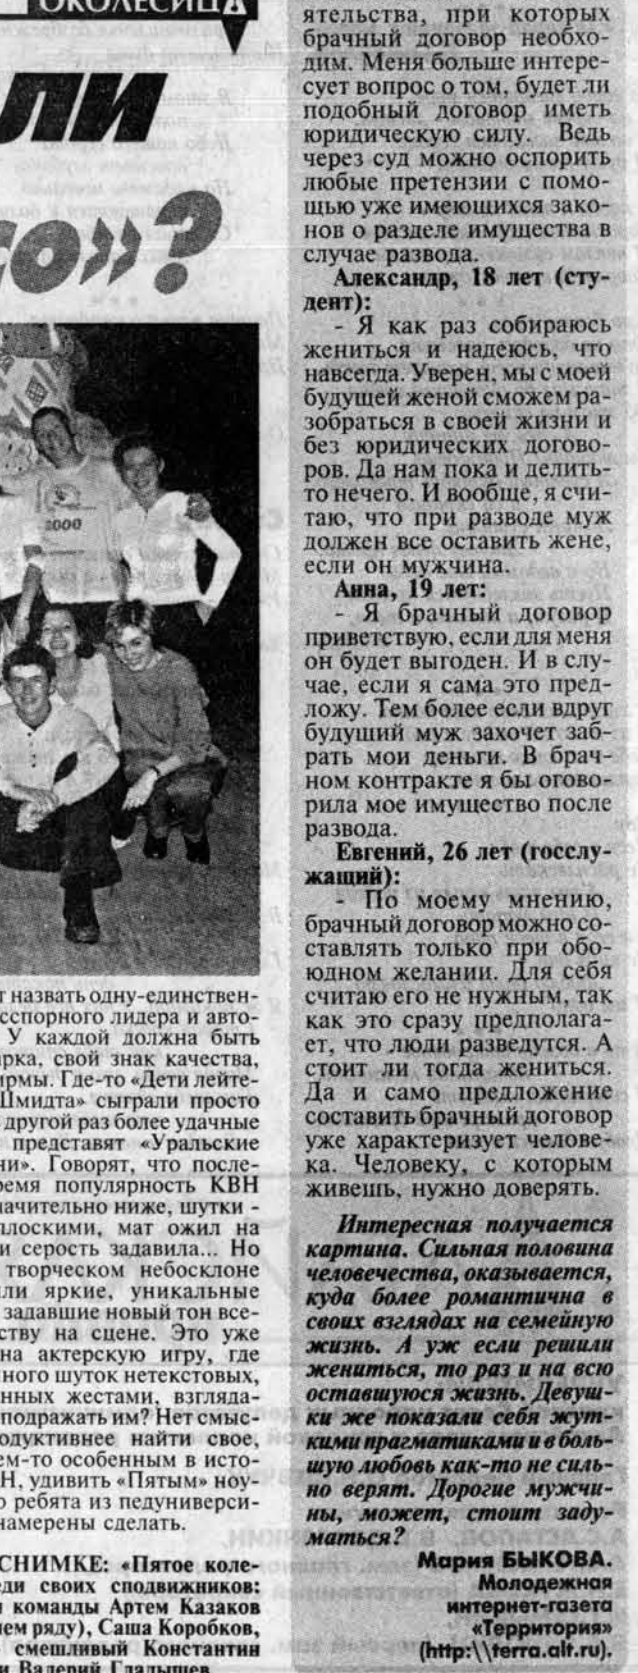 ОКОЛЕСИЦА
ЛИ
СО»?
2000
т назвать одну-единствен-
сспорного лидера и авто-
У каждой должна быть
арка, свой знак качества,
ирмы. Где-то «Дети лейте-
Шмидта» сыграли просто
другой раз более удачные
представят «Уральские
ни». Говорят, что после-
ремя популярность КВН
начительно ниже, шутки -
плоскими, мат ожил на
и серость задавила... Но
творческом небосклоне
ли яркие, уникальные
задавшие новый тон все-
ству на сцене. Это уже
на актерскую игру, где
ного шуток нетекстовых,
нных жестами, взгляда-
подражать им? Нет смыс-
одуктивнее найти свое,
ем-то особенным в исто-
Н, удивить «Пятым» ноу-
о ребята из педуниверси-
намерены сделать.
СНИМКЕ: «Пятое коле-
еди своих сподвижников:
и команды Артем Казаков
нем ряду), Саша Коробков,
смешливый Константин
и Валерий Гладышев
ятельства, при которых
брачный договор необхо-
дим. Меня больше интере-
сует вопрос о том, будет ли
подобный договор иметь
юридическую силу. Ведь
через суд можно оспорить
любые претензии с помо-
щью уже имеющихся зако-
нов о разделе имущества в
случае развода.
Александр, 18 лет (сту-
дент):
- Я как раз собираюсь
жениться и надеюсь, что
навсегда. Уверен, мы с моей
будущей женой сможем ра-
зобраться в своей жизни и
без юридических догово-
ров. Да нам пока и делить-
то нечего. И вообще, я счи-
таю, что при разводе муж
должен все оставить жене,
если он мужчина.
Анна, 19 лет:
- Я брачный договор
приветствую, если для меня
он будет выгоден. И в слу-
чае, если я сама это пред-
ложу. Тем более если вдруг
будущий муж захочет заб-
рать мои деньги. В брач-
ном контракте я бы огово-
рила мое имущество после
развода.
Евгений, 26 лет (госслу-
жащий):
- По моему мнению,
брачный договор можно со-
ставлять только при обо-
юдном желании. Для себя
считаю его не нужным, так
как это сразу предполага-
ет, что люди разведутся. А
стоит ли тогда жениться.
Да и само предложение
составить брачный договор
уже характеризует челове-
ка. Человеку, с которым
живешь, нужно доверять.
Интересная получается
картина. Сильная половина
человечества, оказывается,
куда более романтична в
своих взглядах на семейную
жизнь. А уж если решили
жениться, то раз и на всю
оставшуюся жизнь. Девуш-
ки же показали себя жут-
кими прагматиками и в боль-
шую любовь как-то не силь-
но верят. Дорогие мужчи-
ны, может, стоит заду-
маться?
Мария БЫКОВА.
Молодежная
интернет-газета
«Территория»
(http:\\terra.alt.ru).